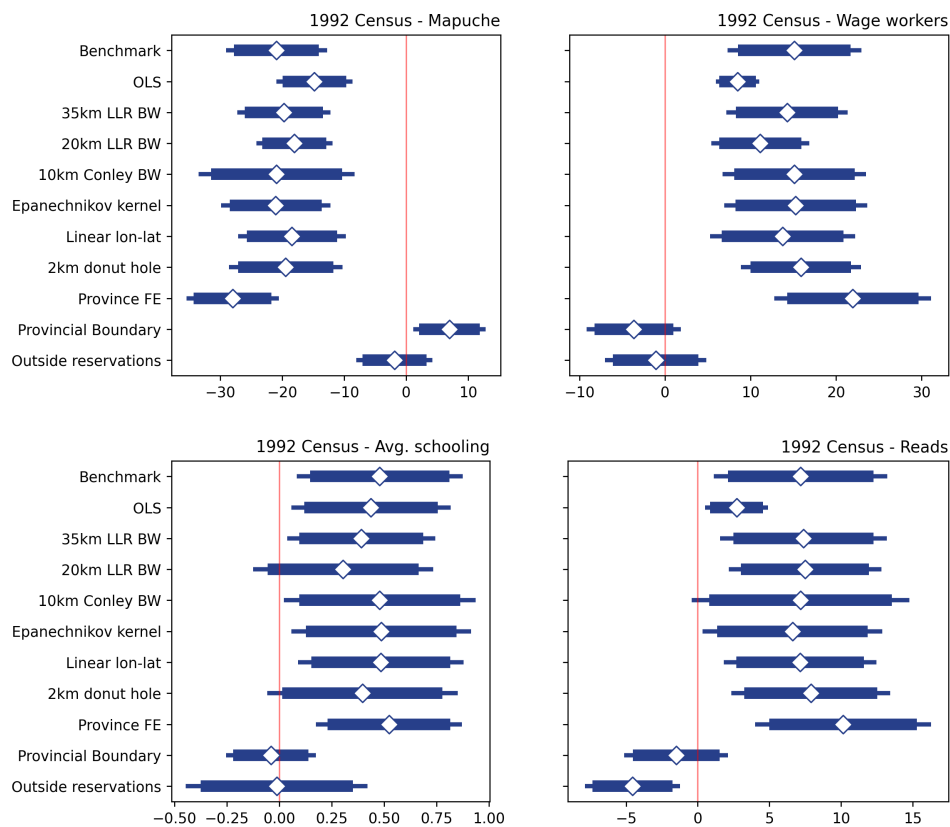 1992 Census - Mapuche
1992 Census - Wage workers
Benchmark
OLS
35km LLR BW
20km LLR BW
10km Conley BW
Epanechnikov kernel
Linear lon-lat
2km donut hole
Province FE
Provincial Boundary
Outside reservations
−30 −20 −10 0 10
−10 0 10 20 30
1992 Census - Avg. schooling
1992 Census - Reads
Benchmark
OLS
35km LLR BW
20km LLR BW
10km Conley BW
Epanechnikov kernel
Linear lon-lat
2km donut hole
Province FE
Provincial Boundary
Outside reservations
−0.50 −0.25 0.00 0.25 0.50 0.75 1.00
−5 0 5 10 15